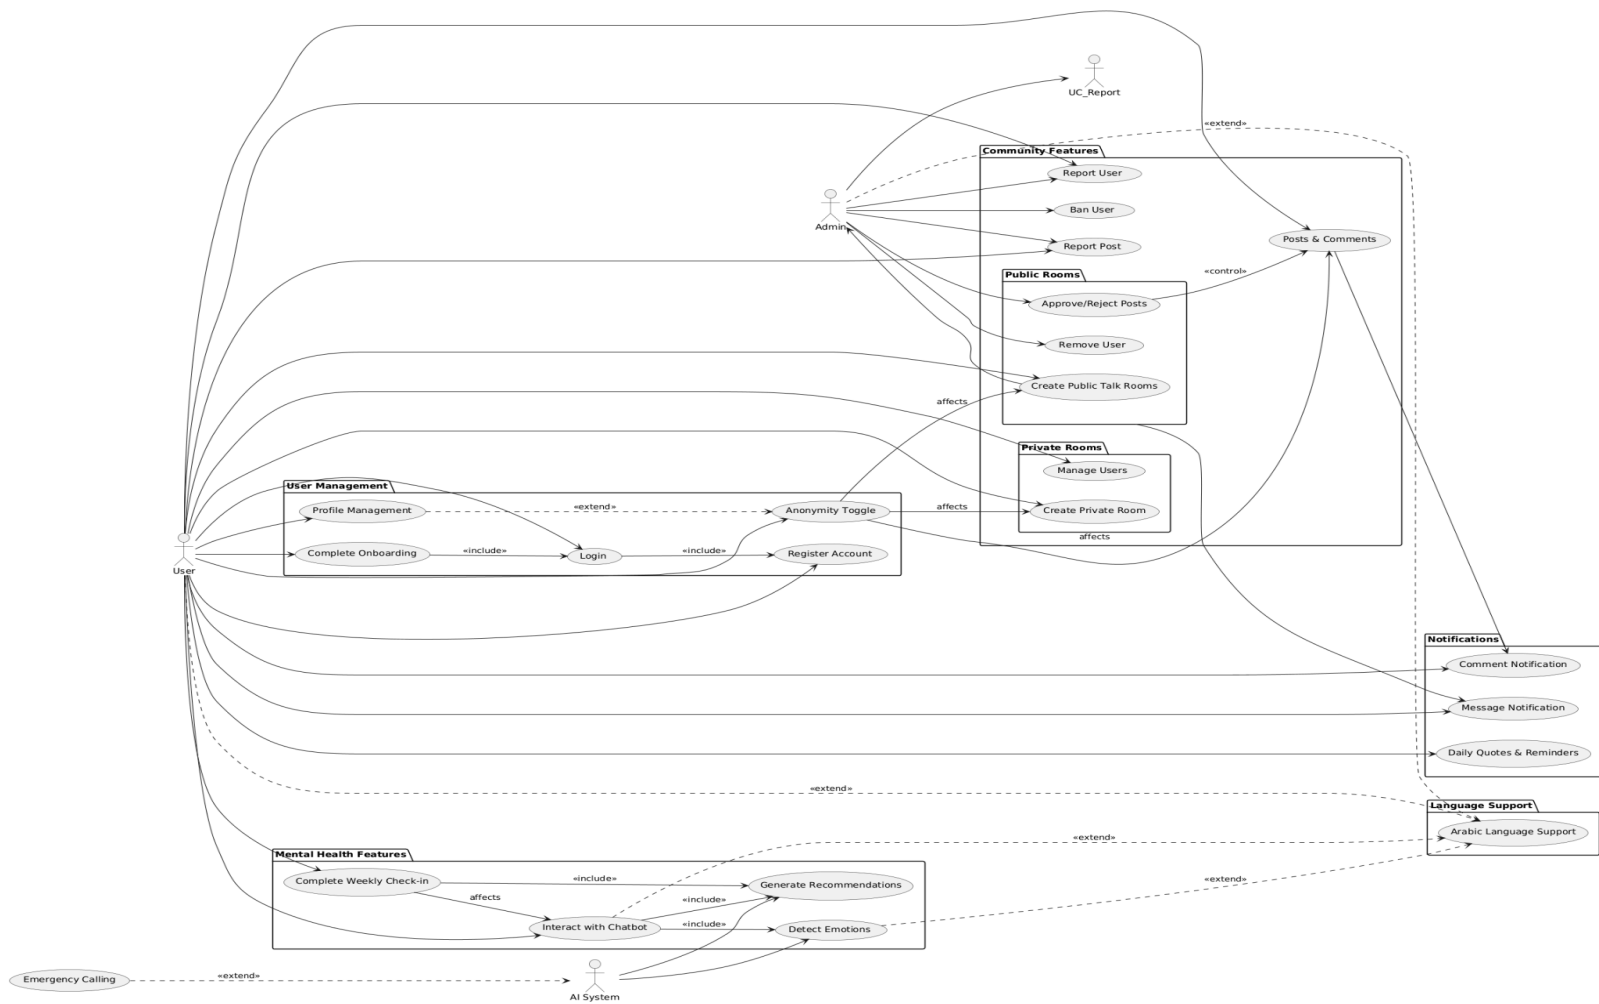 UC_Report
«extend»
Community Features
Report User
Admin
Ban User
Report Post
Posts & Comments
Public Rooms
«control»
Approve/Reject Posts
Remove User
Create Public Talk Rooms
affects
Private Rooms
Manage Users
User Management
Profile Management
«extend»
Anonymity Toggle
affects
Create Private Room
affects
Complete Onboarding
«include»
Login
«include»
Register Account
User
Notifications
Comment Notification
Message Notification
Daily Quotes & Reminders
«extend»
Language Support
Arabic Language Support
«extend»
Mental Health Features
Complete Weekly Check-in
«include»
Generate Recommendations
«extend»
affects
«include»
Interact with Chatbot
«include»
Detect Emotions
Emergency Calling
«extend»
AI System